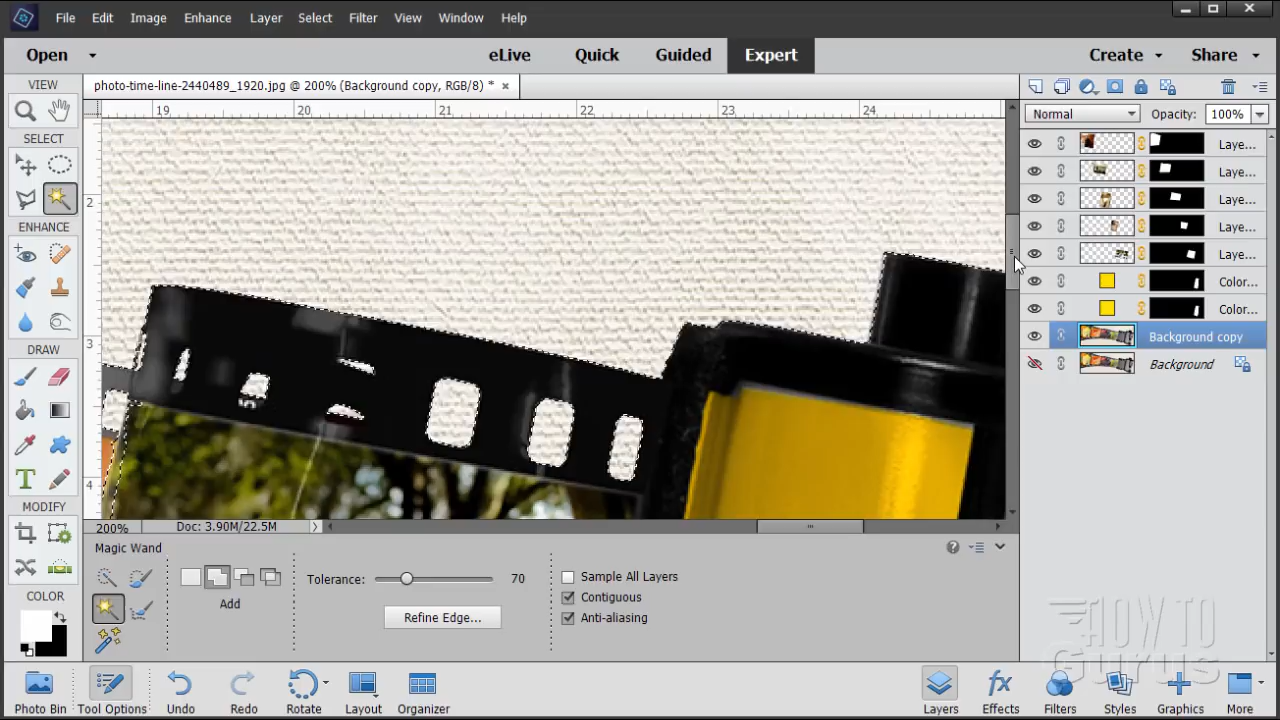 File Edit Image Enhance Layer Select Filter View Window Help
Open eLive Quick Guided Expert Create Share
VIEW
photo-time-line-2440489_1920.jpg @ 200% (Background copy, RGB/8) *
19 20 21 22 23 24
Normal Opacity: 100%
SELECT
Laye...
Laye...
2
Laye...
ENHANCE
Laye...
Laye...
Color...
Color...
3
Background copy
DRAW
Background
T
4
MODIFY
200% Doc: 3.90M/22.5M
Magic Wand
Tolerance: 70
Sample All Layers
COLOR
Add
Contiguous
Refine Edge...
Anti-aliasing
HOW TO
Gurus
Photo Bin Tool Options Undo Redo Rotate Layout Organizer Layers Effects Filters Styles Graphics More